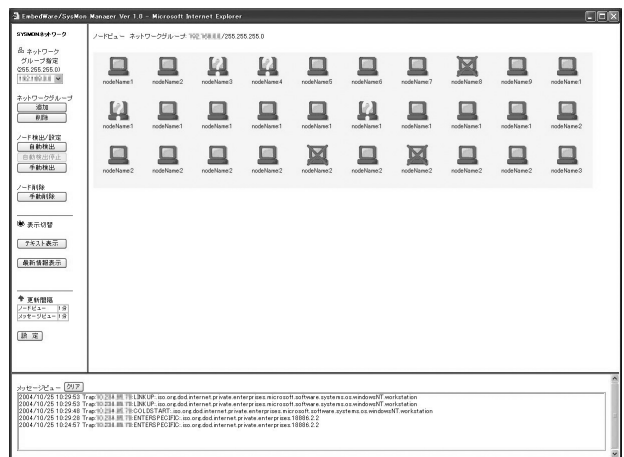 EmbedWare/SysMon Manager Ver 1.0 - Microsoft Internet Explorer
SYSMONネットワーク
ネットワーク
グループ指定
(255.255.255.0)
ネットワークグループ
追加
削除
ノード検出/設定
自動検出
自動検出停止
手動検出
ノード削除
手動削除
表示切替
テキスト表示
最新情報表示
更新間隔
ノードビュー 1分
メッセージビュー 1分
設 定
ノードビュー ネットワークグループ /255.255.255.0
nodeName1 nodeName2 nodeName3 nodeName4 nodeName5 nodeName6 nodeName7 nodeName8 nodeName9 nodeName1
nodeName1 nodeName1 nodeName1 nodeName1 nodeName1 nodeName1 nodeName1 nodeName1 nodeName1 nodeName2
nodeName2 nodeName2 nodeName2 nodeName2 nodeName2 nodeName2 nodeName2 nodeName2 nodeName2 nodeName3
メッセージビュー クリア
2004/10/25 10:29:53 Trap: LINKUP: iso.org.dod.internet.private.enterprises.microsoft.software.systems.os.windowsNT.workstation
2004/10/25 10:29:53 Trap: LINKUP: iso.org.dod.internet.private.enterprises.microsoft.software.systems.os.windowsNT.workstation
2004/10/25 10:29:48 Trap: COLDSTART: iso.org.dod.internet.private.enterprises.microsoft.software.systems.os.windowsNT.workstation
2004/10/25 10:29:28 Trap: ENTERSPECIFIC: iso.org.dod.internet.private.enterprises.18886.2.2
2004/10/25 10:24:57 Trap: ENTERSPECIFIC: iso.org.dod.internet.private.enterprises.18886.2.2